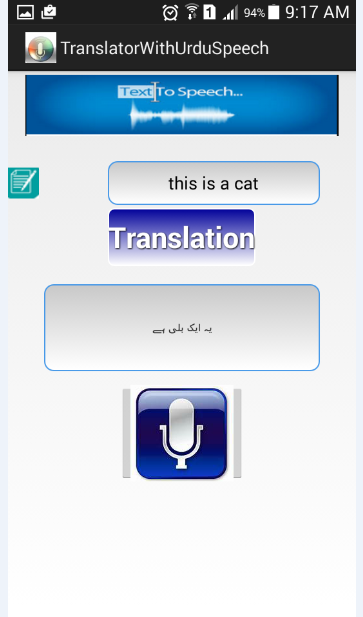 94% 9:17 AM
TranslatorWithUrduSpeech
Text To Speech...
this is a cat
Translation
یہ ایک بلی ہے